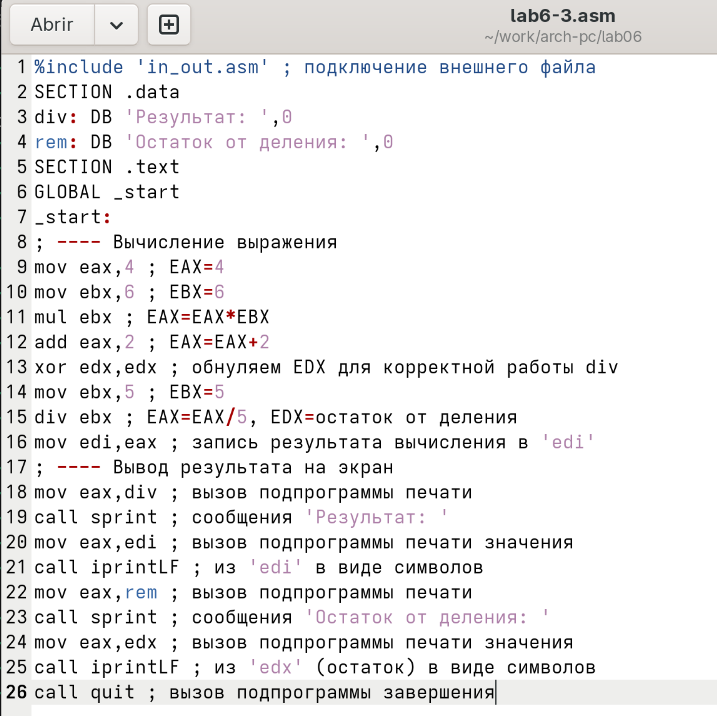 Abrir
lab6-3.asm
~/work/arch-pc/lab06
1 %include 'in_out.asm' ; подключение внешнего файла
2 SECTION .data
3 div: DB 'Результат: ',0
4 rem: DB 'Остаток от деления: ',0
5 SECTION .text
6 GLOBAL _start
7 _start:
8 ; ---- Вычисление выражения
9 mov eax,4 ; EAX=4
10 mov ebx,6 ; EBX=6
11 mul ebx ; EAX=EAX*EBX
12 add eax,2 ; EAX=EAX+2
13 xor edx,edx ; обнуляем EDX для корректной работы div
14 mov ebx,5 ; EBX=5
15 div ebx ; EAX=EAX/5, EDX=остаток от деления
16 mov edi,eax ; запись результата вычисления в 'edi'
17 ; ---- Вывод результата на экран
18 mov eax,div ; вызов подпрограммы печати
19 call sprint ; сообщения 'Результат: '
20 mov eax,edi ; вызов подпрограммы печати значения
21 call iprintLF ; из 'edi' в виде символов
22 mov eax,rem ; вызов подпрограммы печати
23 call sprint ; сообщения 'Остаток от деления: '
24 mov eax,edx ; вызов подпрограммы печати значения
25 call iprintLF ; из 'edx' (остаток) в виде символов
26 call quit ; вызов подпрограммы завершения